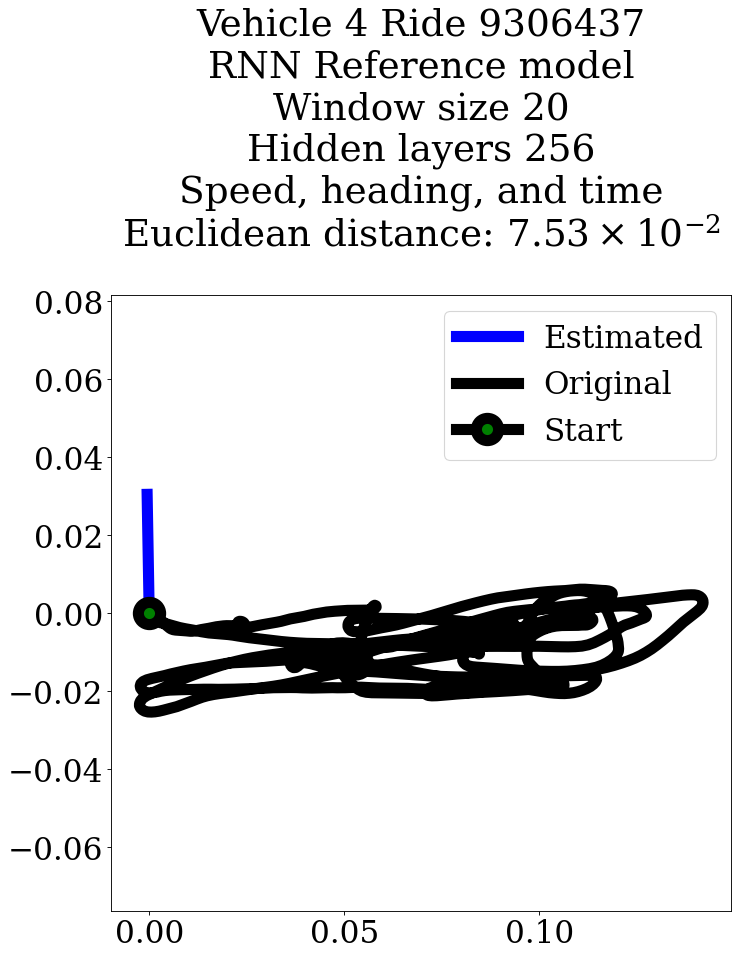 Vehicle 4 Ride 9306437
RNN Reference model
Window size 20
Hidden layers 256
Speed, heading, and time
Euclidean distance: 7.53 × 10⁻²
0.08
0.06
0.04
0.02
0.00
−0.02
−0.04
−0.06
Estimated
Original
Start
0.00 0.05 0.10